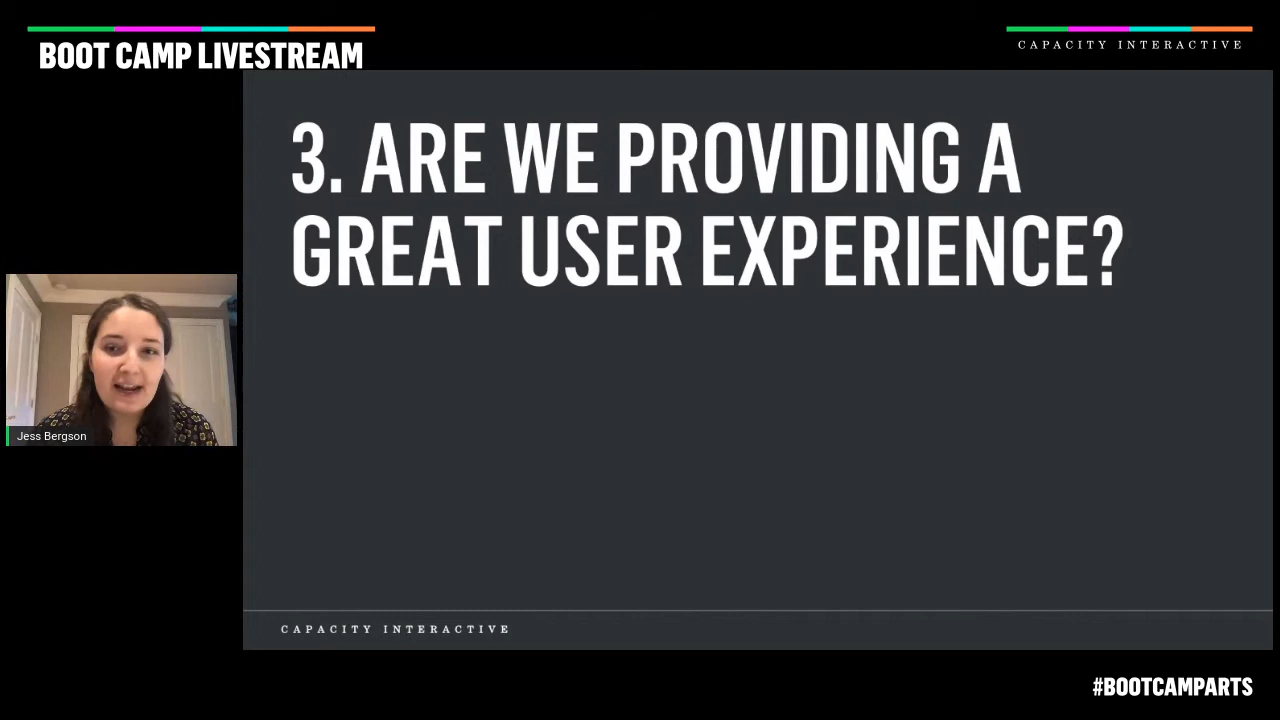 BOOT CAMP LIVESTREAM
CAPACITY INTERACTIVE
3. ARE WE PROVIDING A
GREAT USER EXPERIENCE?
Jess Bergson
CAPACITY INTERACTIVE
#BOOTCAMPARTS